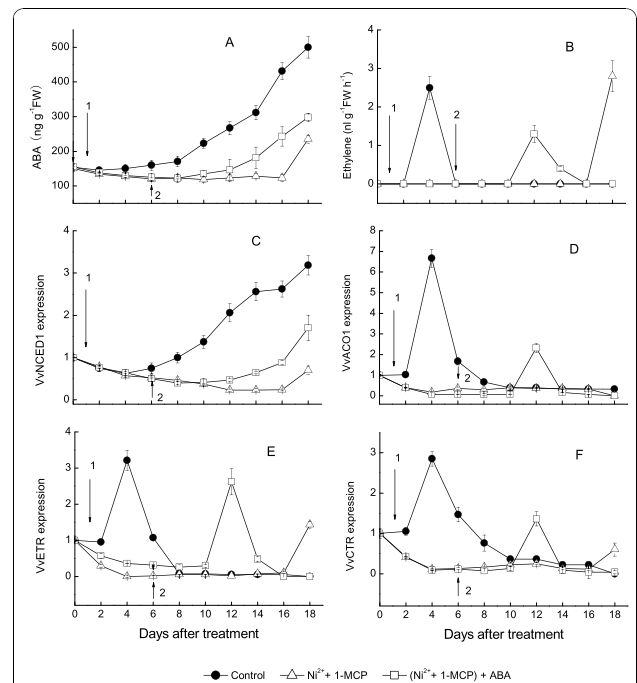 A
ABA (ng g⁻¹FW)
500
400
300
200
100
1
2
B
Ethylene (nl g⁻¹FW h⁻¹)
4
3
2
1
0
1
2
C
VvNCED1 expression
4
3
2
1
0
1
2
D
VvACO1 expression
8
7
6
5
4
3
2
1
0
1
2
E
VvETR expression
4
3
2
1
0
1
2
0 2 4 6 8 10 12 14 16 18
Days after treatment
F
VvCTR expression
3
2
1
0
1
2
0 2 4 6 8 10 12 14 16 18
Days after treatment
Control Ni²⁺+ 1-MCP (Ni²⁺+ 1-MCP) + ABA